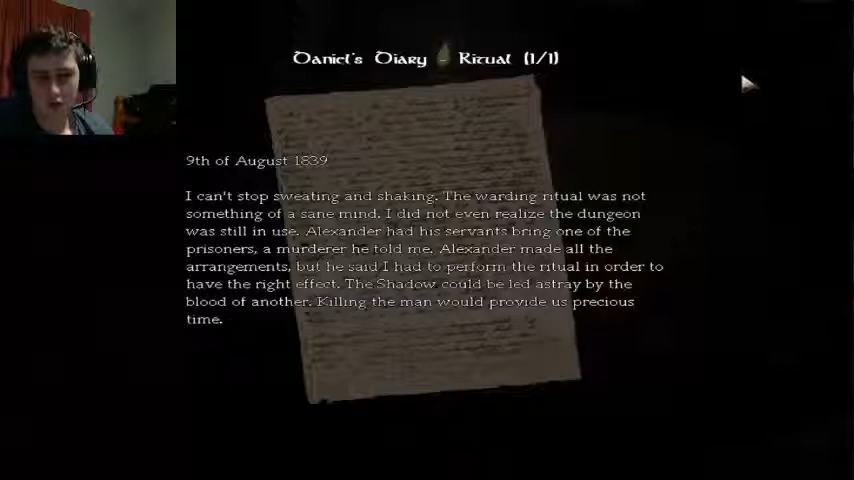 Daniel's Diary - Ritual (1/1)
9th of August 1839
I can't stop sweating and shaking. The warding ritual was not
something of a sane mind. I did not even realize the dungeon
was still in use. Alexander had his servants bring one of the
prisoners, a murderer he told me. Alexander made all the
arrangements, but he said I had to perform the ritual in order to
have the right effect. The Shadow could be led astray by the
blood of another. Killing the man would provide us precious
time.